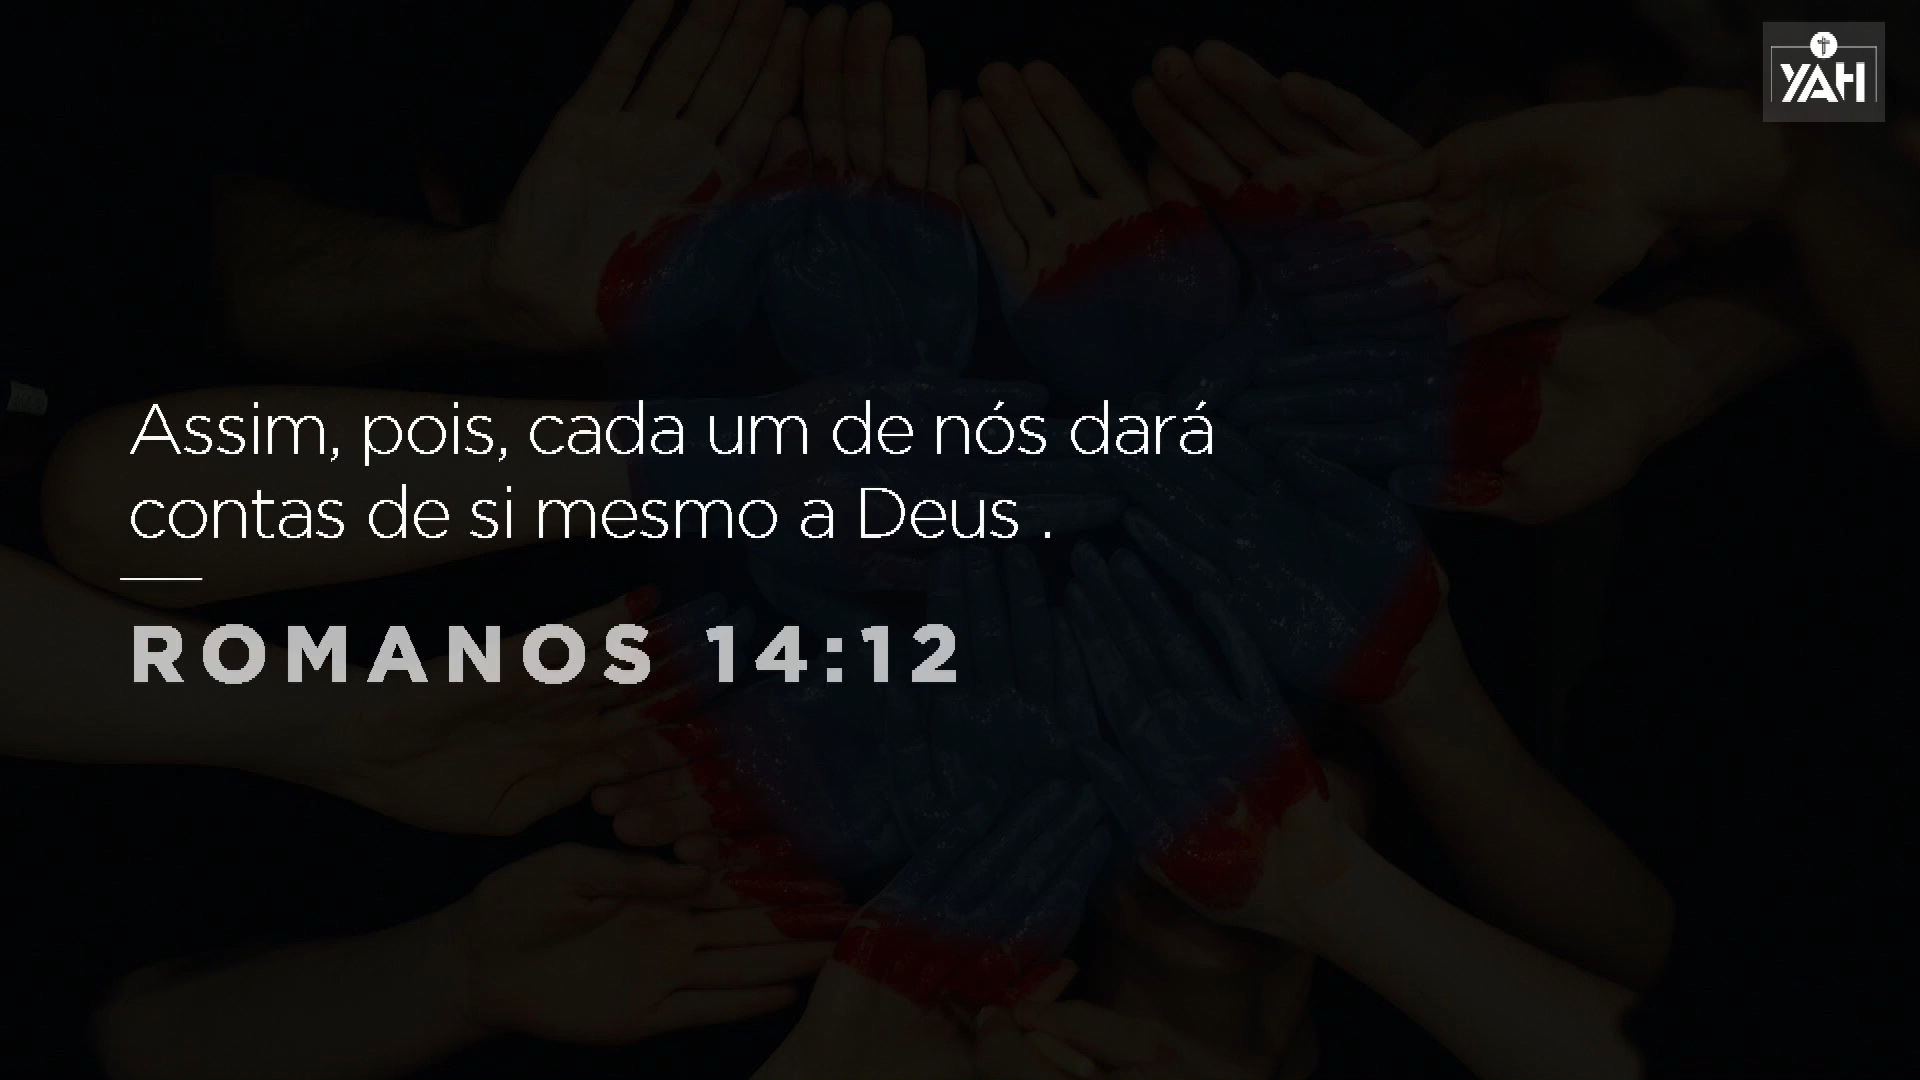 YAH
Assim, pois, cada um de nós dará
contas de si mesmo a Deus .
ROMANOS 14:12